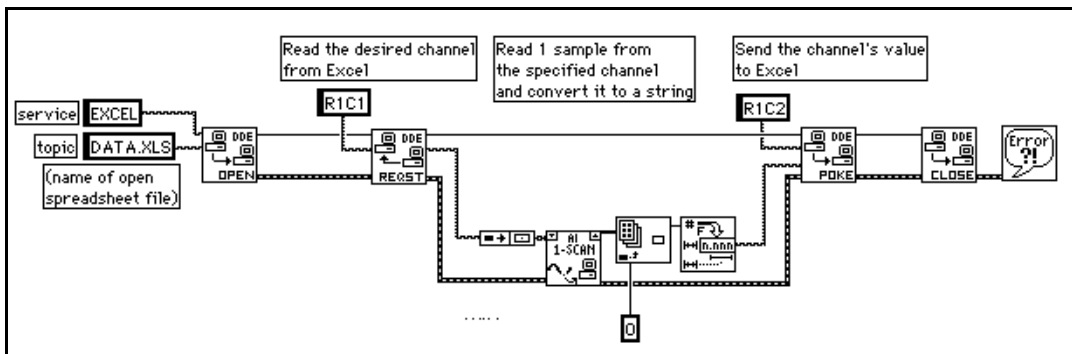 Read the desired channel
from Excel
Read 1 sample from
the specified channel
and convert it to a string
Send the channel's value
to Excel
R1C1
R1C2
service EXCEL
topic DATA.XLS
(name of open
spreadsheet file)
DDE
OPEN
DDE
REQST
DDE
POKE
DDE
CLOSE
Error
?!
AI
1-SCAN
#
F
n.nnn
0